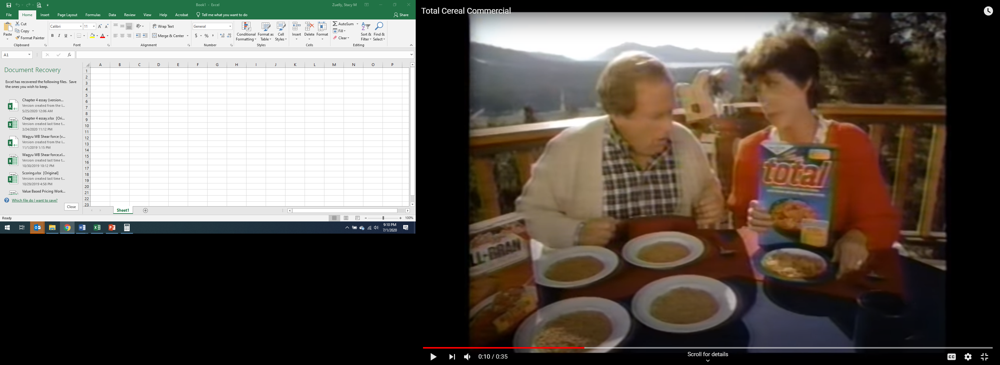 Book1 - Excel
Zuelly, Stacy M
File Home Insert Page Layout Formulas Data Review View Help Acrobat Tell me what you want to do Share
Paste
Cut
Copy
Format Painter
Clipboard
Calibri 11
B I U
Font
Wrap Text
Merge & Center
Alignment
General
$ % ,
Number
Conditional Formatting
Format as Table
Cell Styles
Styles
Insert Delete Format
Cells
AutoSum
Fill
Clear
Sort & Filter
Find & Select
Editing
A1
fx
Document Recovery
Excel has recovered the following files. Save
the ones you wish to keep.
Chapter 4 essay (version...
Version created from the l...
5/25/2020 12:06 AM
Chapter 4 essay.xlsx [Ori...
Version created last time t...
3/24/2020 11:12 PM
Wagyu WB Shear force (v...
Version created from the l...
11/1/2019 1:15 PM
Wagyu WB Shear force.xl...
Version created last time t...
10/30/2019 10:12 PM
Scoring.xlsx [Original]
Version created last time t...
10/29/2019 4:58 PM
Value Based Pricing Work...
Which file do I want to save?
Close
A B C D E F G H I J K L M N O P
1
2
3
4
5
6
7
8
9
10
11
12
13
14
15
16
17
18
19
20
21
22
23
Sheet1
Ready
100%
9:10 PM
7/1/2020
Total Cereal Commercial
total
LL-BRAN
0:10 / 0:35
Scroll for details
CC